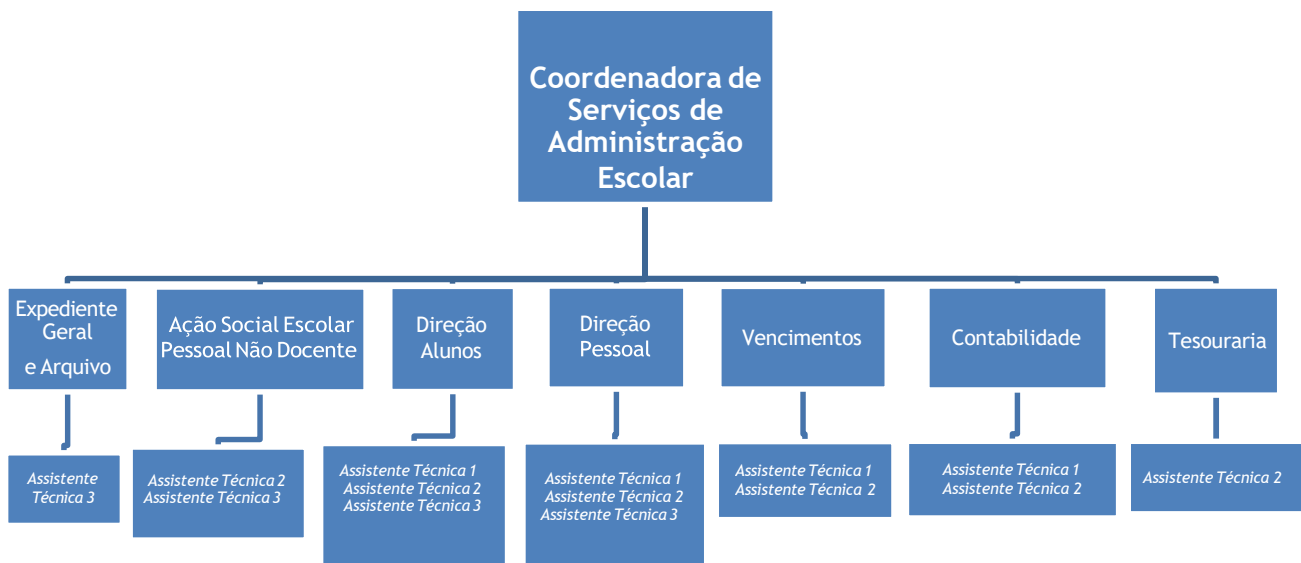 Coordenadora de
Serviços de
Administração
Escolar
Expediente
Geral
e Arquivo
Ação Social Escolar
Pessoal Não Docente
Direção
Alunos
Direção
Pessoal
Vencimentos
Contabilidade
Tesouraria
Assistente
Técnica 3
Assistente Técnica 2
Assistente Técnica 3
Assistente Técnica 1
Assistente Técnica 2
Assistente Técnica 3
Assistente Técnica 1
Assistente Técnica 2
Assistente Técnica 3
Assistente Técnica 1
Assistente Técnica 2
Assistente Técnica 1
Assistente Técnica 2
Assistente Técnica 2